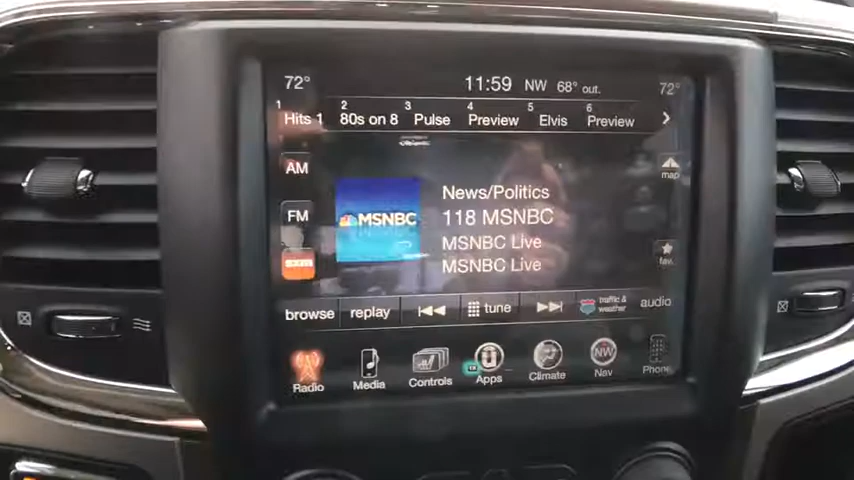 72° 11:59 NW 68° out. 72°
1 2 3 4 5 6
Hits 1 80s on 8 Pulse Preview Elvis Preview
AM
map
News/Politics
MSNBC
118 MSNBC
FM
MSNBC Live
fav.
sxm
MSNBC Live
browse replay tune traffic & weather audio
Radio Media Controls Apps Climate Nav Phone
NW